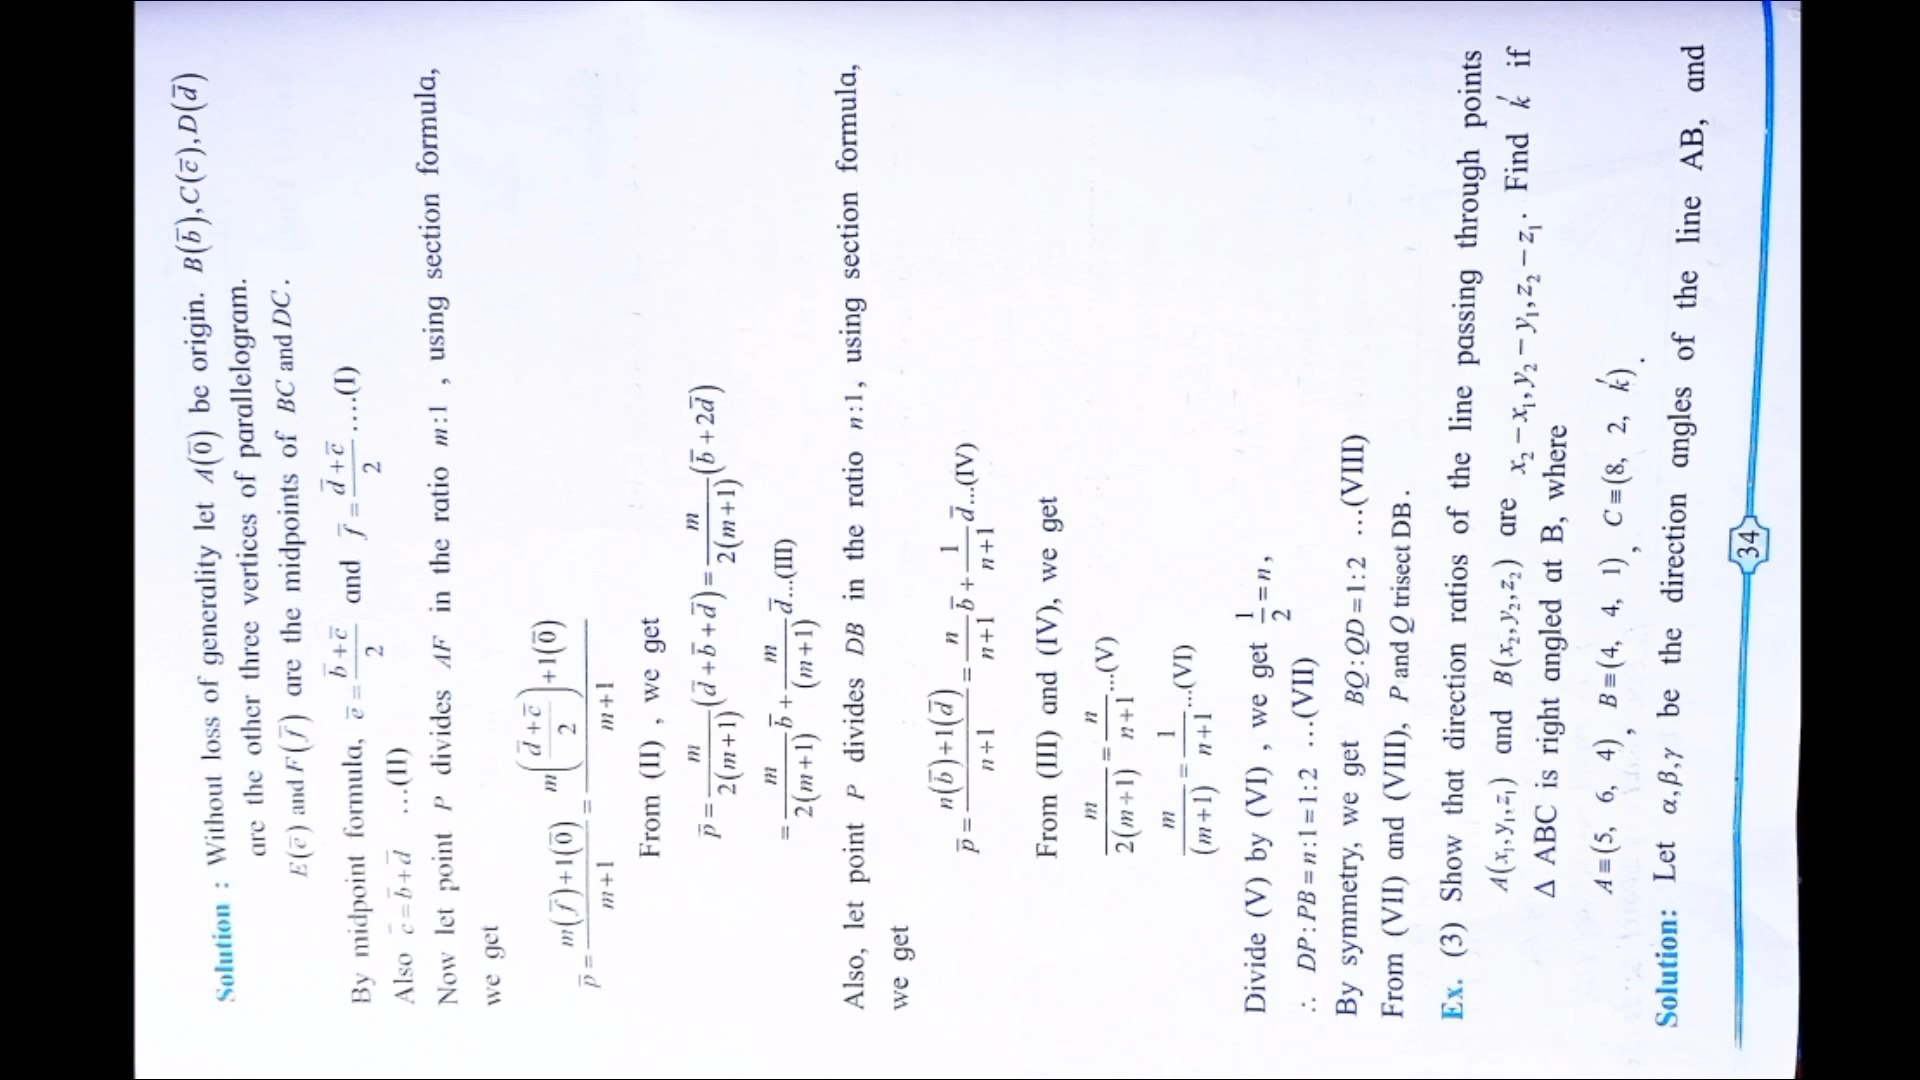 Solution : Without loss of generality let A(0̅) be origin. B(b̅),C(c̅),D(d̅)
are the other three vertices of parallelogram.
E(e̅) and F(f̅) are the midpoints of BC and DC.
By midpoint formula, e̅ = (b̅+c̅)/2 and f̅ = (d̅+c̅)/2 ....(I)
Also c̅=b̅+d̅ ...(II)
Now let point P divides AF in the ratio m:1 , using section formula,
we get
p̅ = (m(f̅)+1(0̅))/(m+1) = (m((d̅+c̅)/2)+1(0̅))/(m+1)
From (II) , we get
p̅ = m/(2(m+1)) (d̅+b̅+d̅) = m/(2(m+1)) (b̅+2d̅)
= m/(2(m+1)) b̅ + m/((m+1)) d̅...(III)
Also, let point P divides DB in the ratio n:1, using section formula,
we get
p̅ = (n(b̅)+1(d̅))/(n+1) = n/(n+1) b̅ + 1/(n+1) d̅...(IV)
From (III) and (IV), we get
m/(2(m+1)) = n/(n+1) ...(V)
m/((m+1)) = 1/(n+1) ...(VI)
Divide (V) by (VI) , we get 1/2 = n,
∴ DP:PB=n:1=1:2 ...(VII)
By symmetry, we get BQ:QD=1:2 ...(VIII)
From (VII) and (VIII), P and Q trisect DB.
Ex. (3) Show that direction ratios of the line passing through points
A(x₁,y₁,z₁) and B(x₂,y₂,z₂) are x₂−x₁,y₂−y₁,z₂−z₁. Find k' if
Δ ABC is right angled at B, where
A≡(5, 6, 4), B≡(4, 4, 1), C≡(8, 2, k').
Solution: Let α,β,γ be the direction angles of the line AB, and
34